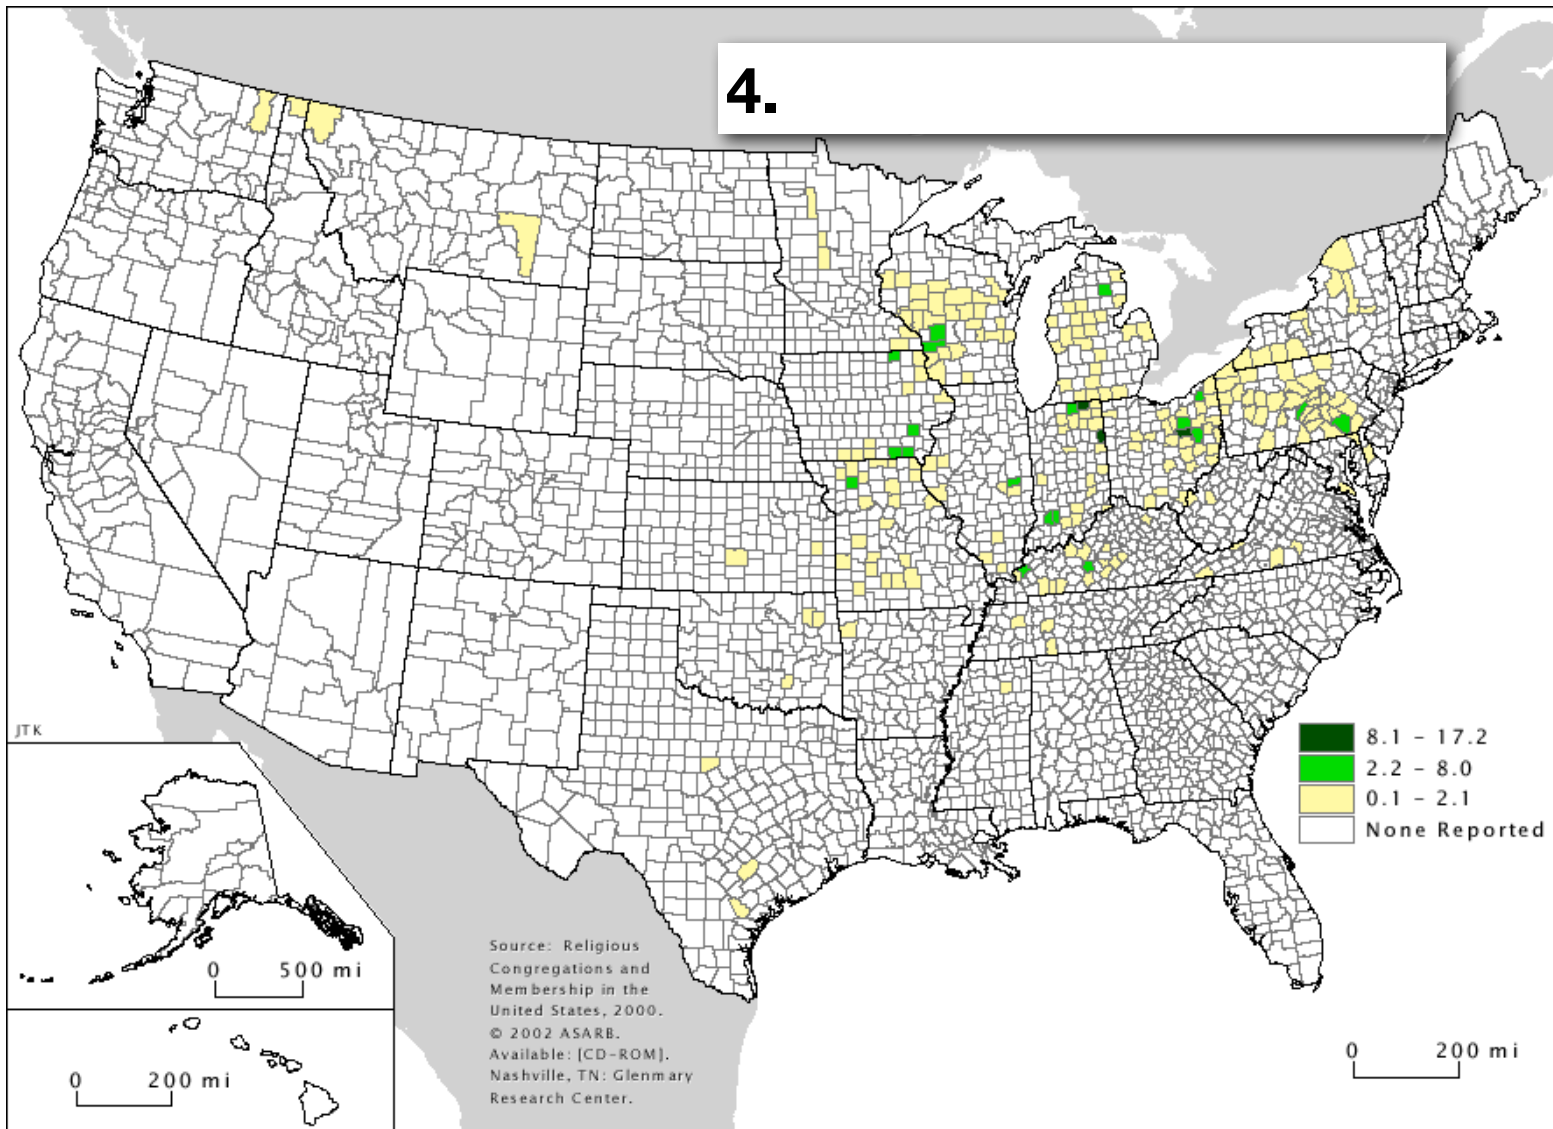 4.
JTK
8.1 – 17.2
2.2 – 8.0
0.1 – 2.1
None Reported
0 500 mi
0 200 mi
Source: Religious
Congregations and
Membership in the
United States, 2000.
© 2002 ASARB.
Available: [CD-ROM].
Nashville, TN: Glenmary
Research Center.
0 200 mi